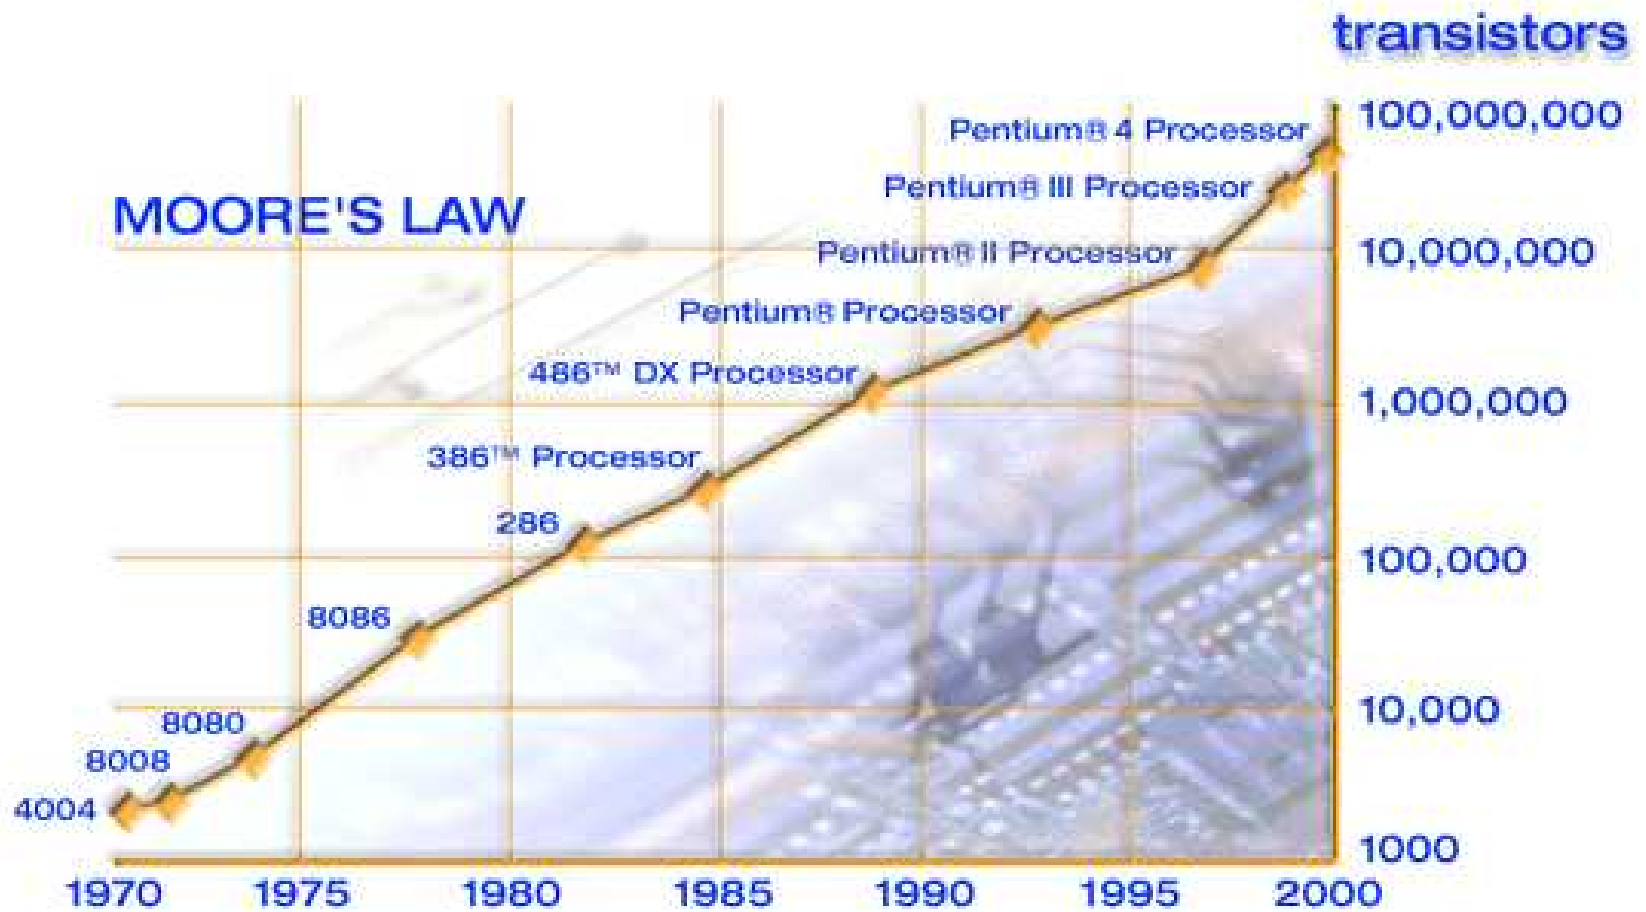 transistors
100,000,000
Pentium® 4 Processor
Pentium® III Processor
MOORE'S LAW
Pentium® II Processor
10,000,000
Pentium® Processor
486™ DX Processor
1,000,000
386™ Processor
286
100,000
8086
10,000
8080
8008
4004
1000
1970 1975 1980 1985 1990 1995 2000